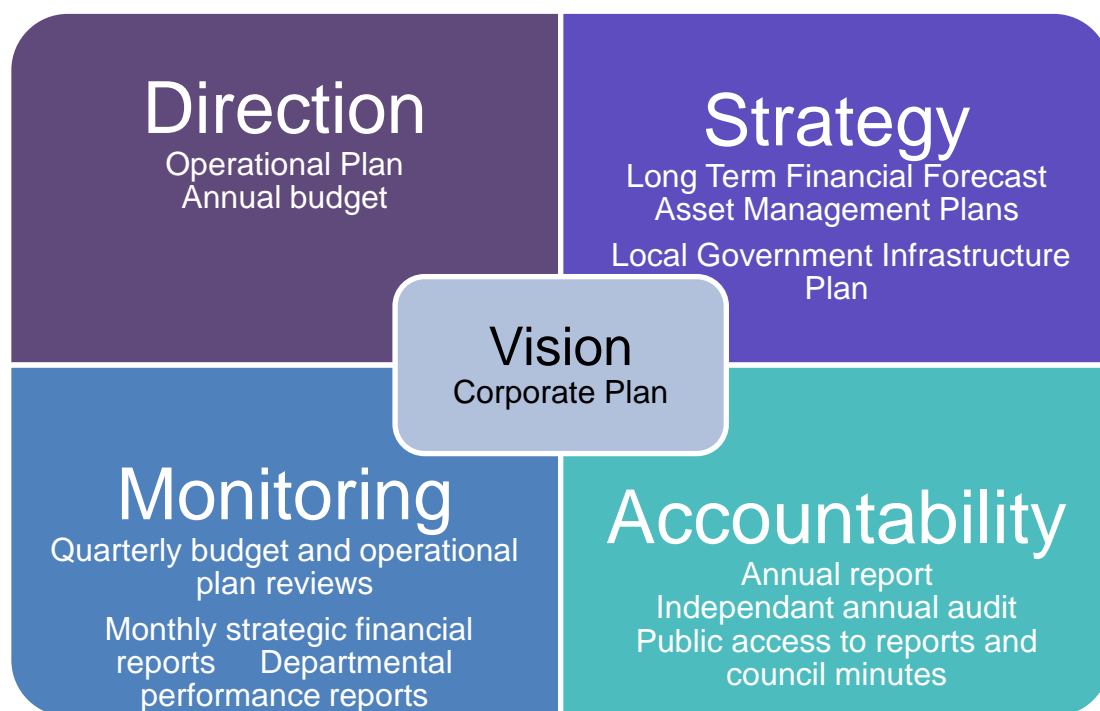 Direction
Operational Plan
Annual budget
Strategy
Long Term Financial Forecast
Asset Management Plans
Local Government Infrastructure
Plan
Vision
Corporate Plan
Monitoring
Quarterly budget and operational
plan reviews
Monthly strategic financial
reports Departmental
performance reports
Accountability
Annual report
Independant annual audit
Public access to reports and
council minutes